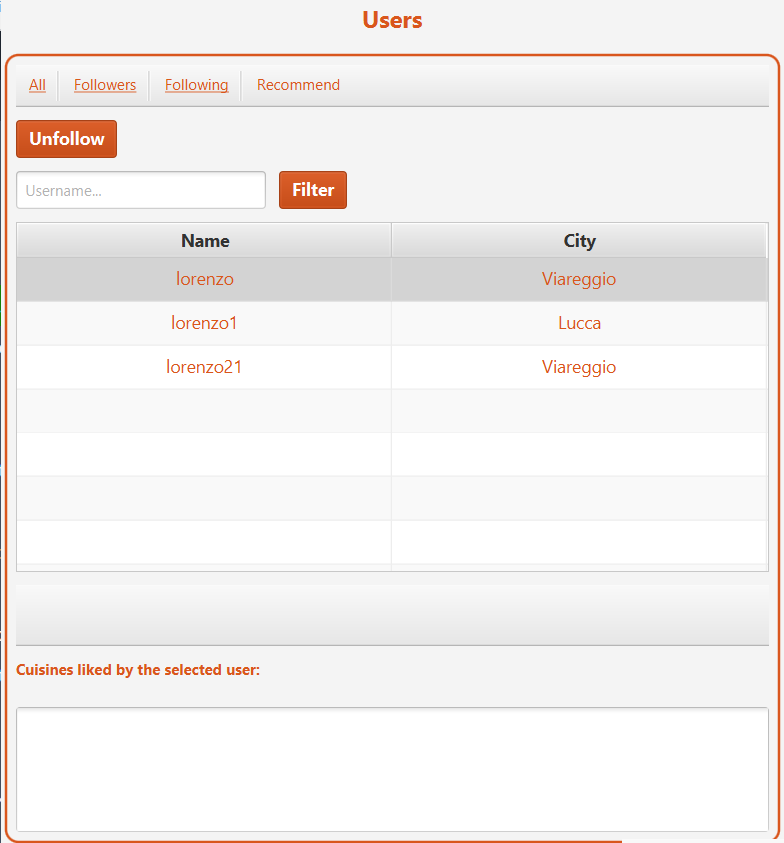 Users
All Followers Following Recommend
Unfollow
Username... Filter
Name City
lorenzo Viareggio
lorenzo1 Lucca
lorenzo21 Viareggio
Cuisines liked by the selected user: